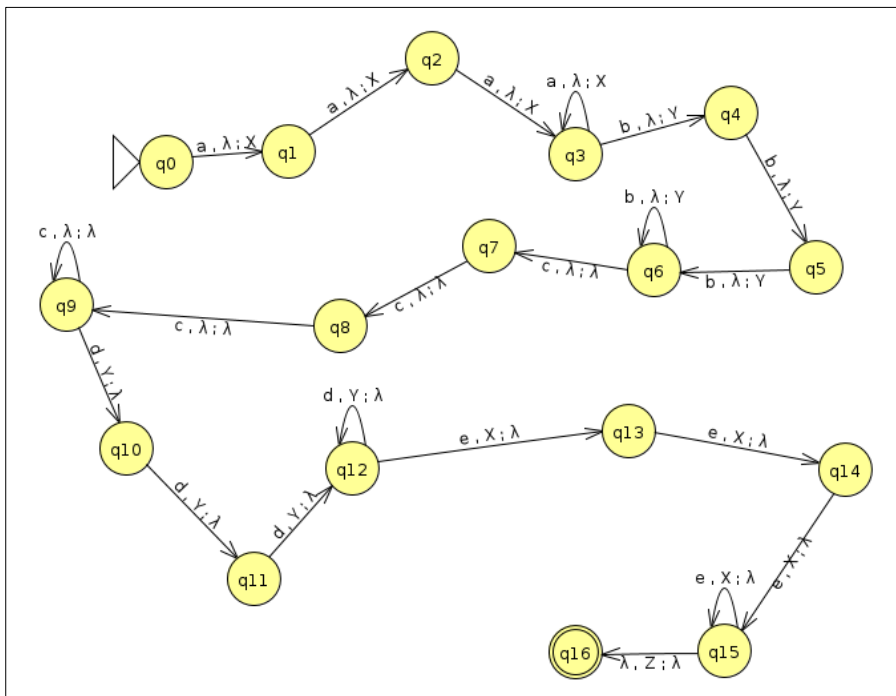 q2
a , λ ; X
a , λ ; X
a , λ ; X
q4
b , λ ; Y
a , λ ; X
q0
q1
q3
b , λ ; Y
b , λ ; Y
c , λ ; λ
q7
q6
q5
c , λ ; λ
b , λ ; Y
q9
c , λ ; λ
q8
c , λ ; λ
d , Y ; λ
d , Y ; λ
q10
q12
e , X ; λ
q13
e , X ; λ
q14
d , Y ; λ
d , Y ; λ
q11
e , X ; λ
e , X ; λ
q16
λ , Z ; λ
q15